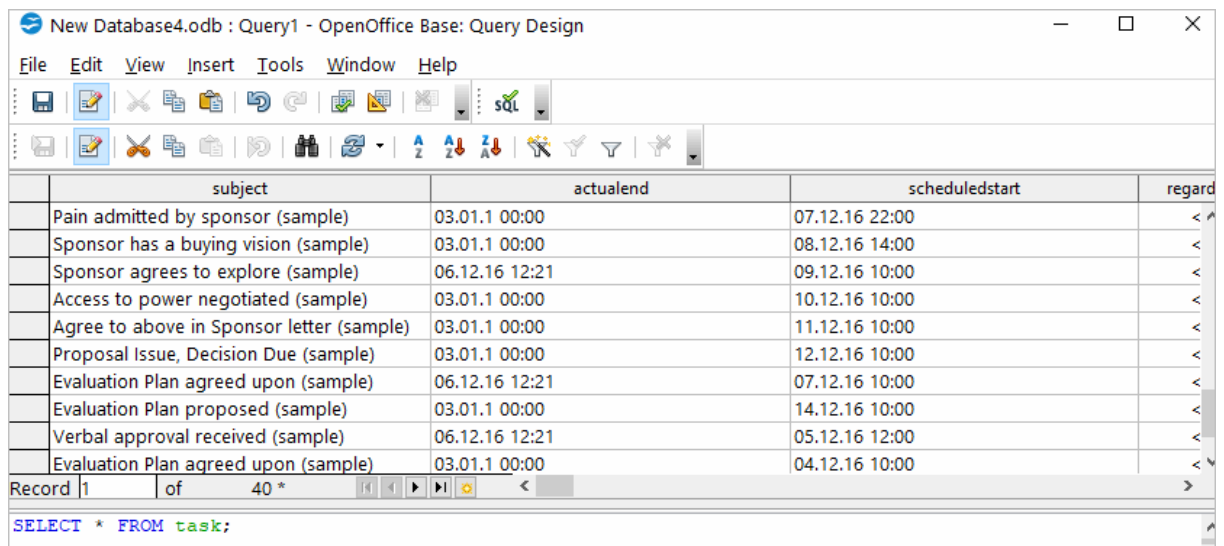 New Database4.odb : Query1 - OpenOffice Base: Query Design
File Edit View Insert Tools Window Help
SQL
subject actualend scheduledstart regard
Pain admitted by sponsor (sample) 03.01.1 00:00 07.12.16 22:00 <
Sponsor has a buying vision (sample) 03.01.1 00:00 08.12.16 14:00 <
Sponsor agrees to explore (sample) 06.12.16 12:21 09.12.16 10:00 <
Access to power negotiated (sample) 03.01.1 00:00 10.12.16 10:00 <
Agree to above in Sponsor letter (sample) 03.01.1 00:00 11.12.16 10:00 <
Proposal Issue, Decision Due (sample) 03.01.1 00:00 12.12.16 10:00 <
Evaluation Plan agreed upon (sample) 06.12.16 12:21 07.12.16 10:00 <
Evaluation Plan proposed (sample) 03.01.1 00:00 14.12.16 10:00 <
Verbal approval received (sample) 06.12.16 12:21 05.12.16 12:00 <
Evaluation Plan agreed upon (sample) 03.01.1 00:00 04.12.16 10:00 <
Record 1 of 40 *
SELECT * FROM task;